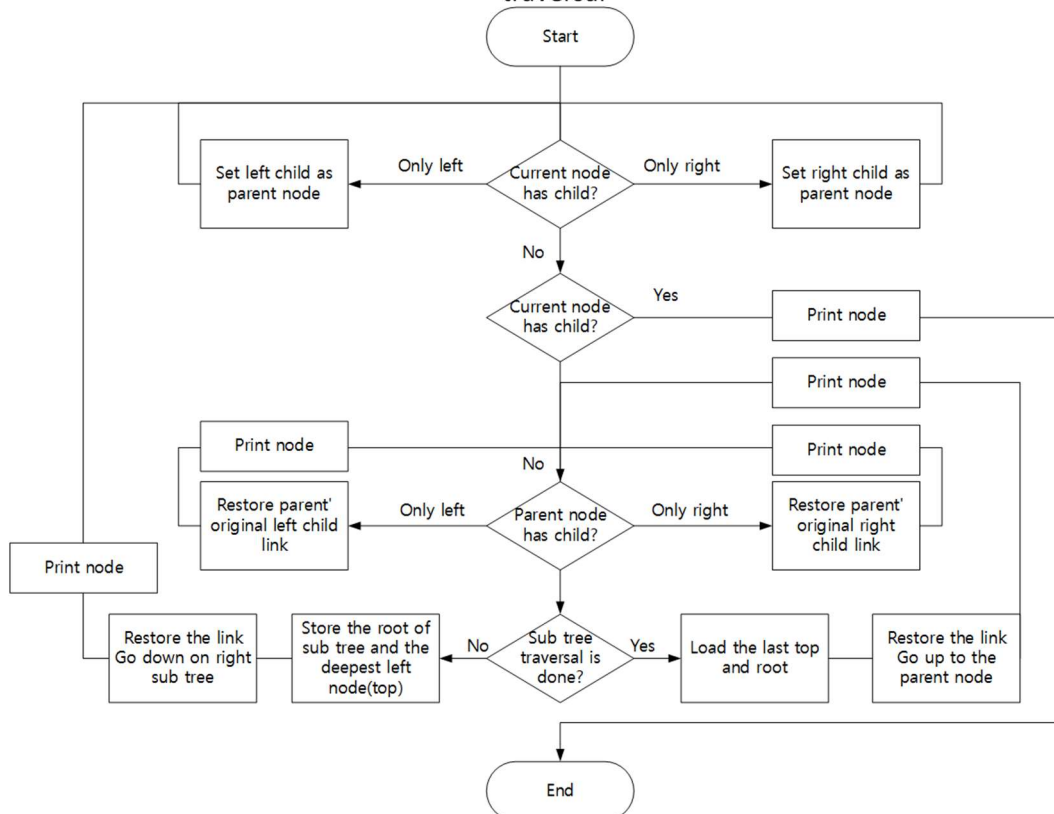 traversal
Start
Set left child as
parent node
Only left
Current node
has child?
Only right
Set right child as
parent node
No
Current node
has child?
Yes
Print node
Print node
Print node
Print node
No
Restore parent'
original left child
link
Only left
Parent node
has child?
Only right
Restore parent'
original right
child link
Print node
Restore the link
Go down on right
sub tree
Store the root of
sub tree and the
deepest left
node(top)
No
Sub tree
traversal is
done?
Yes
Load the last top
and root
Restore the link
Go up to the
parent node
End